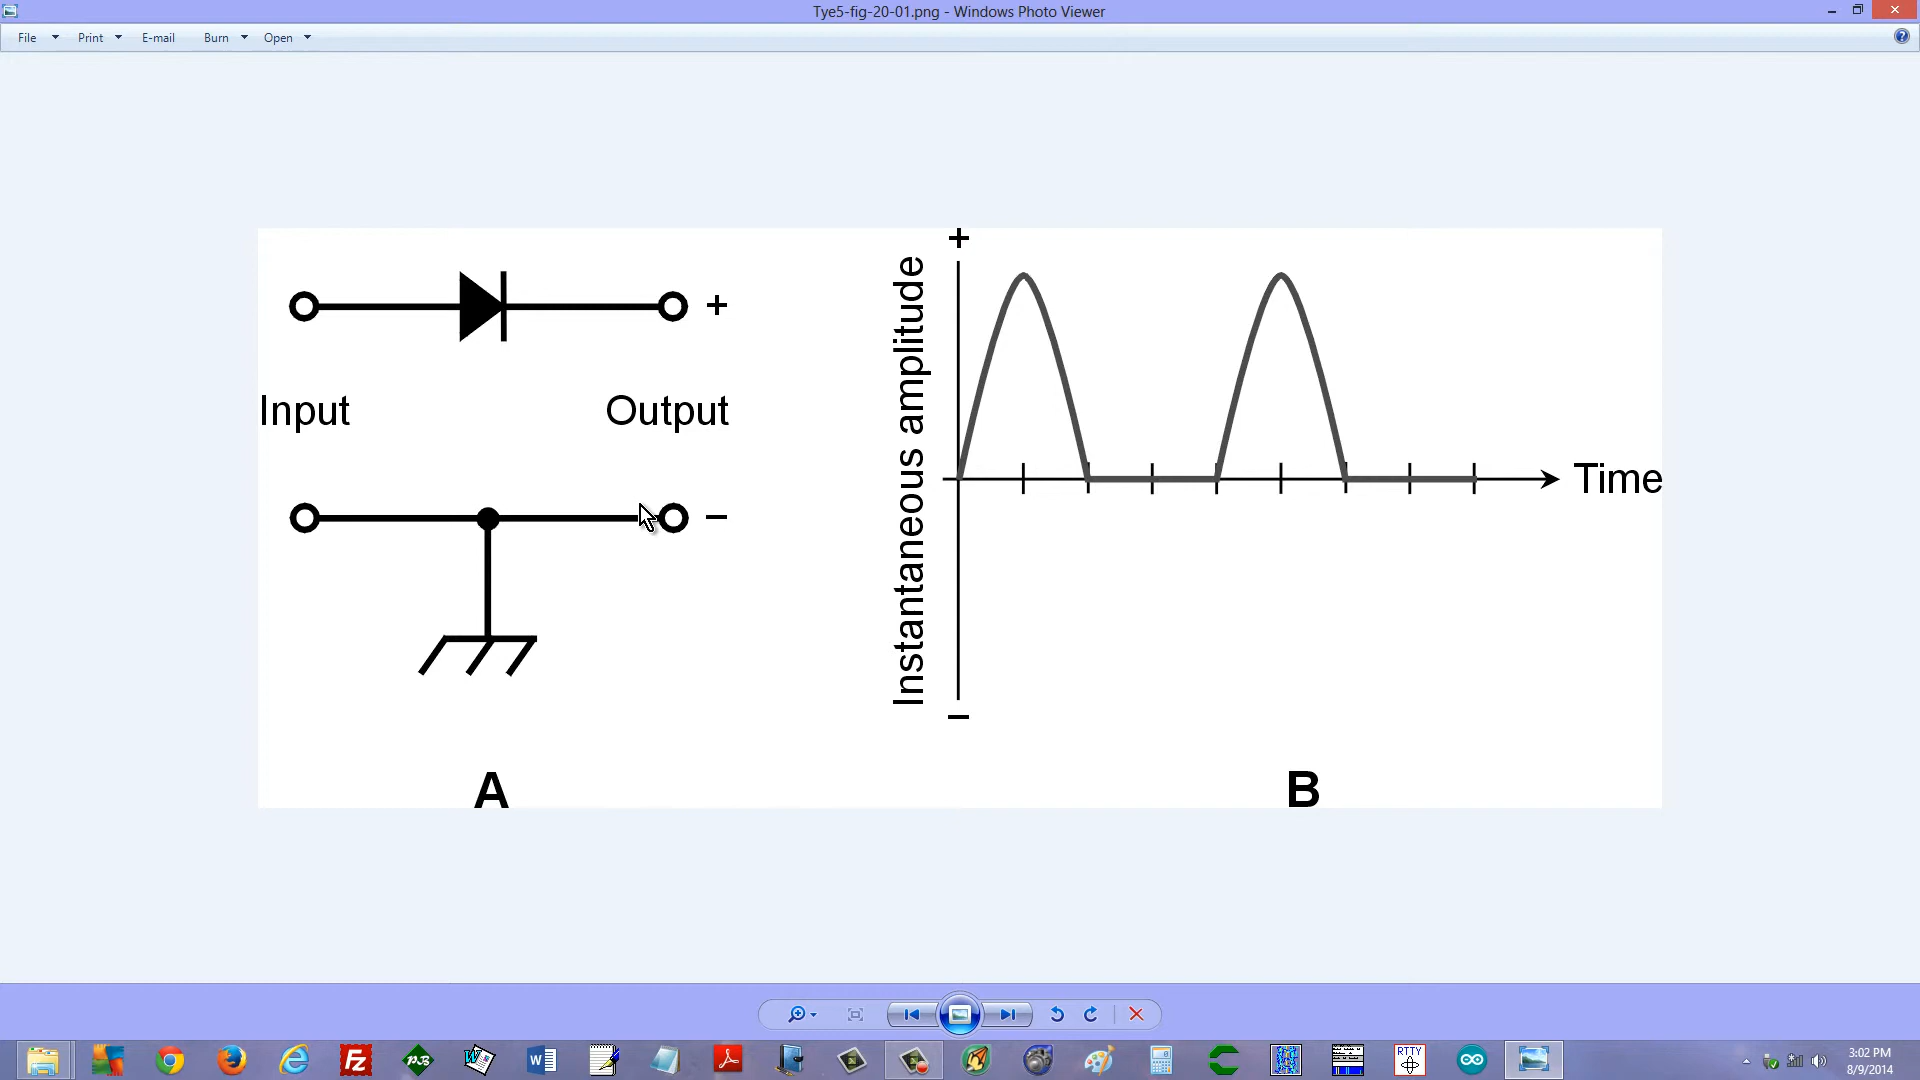 Tye5-fig-20-01.png - Windows Photo Viewer
File Print E-mail Burn Open
+
Instantaneous amplitude
+
Input Output
Time
−
−
A B
Fz
RTTY
3:02 PM
8/9/2014